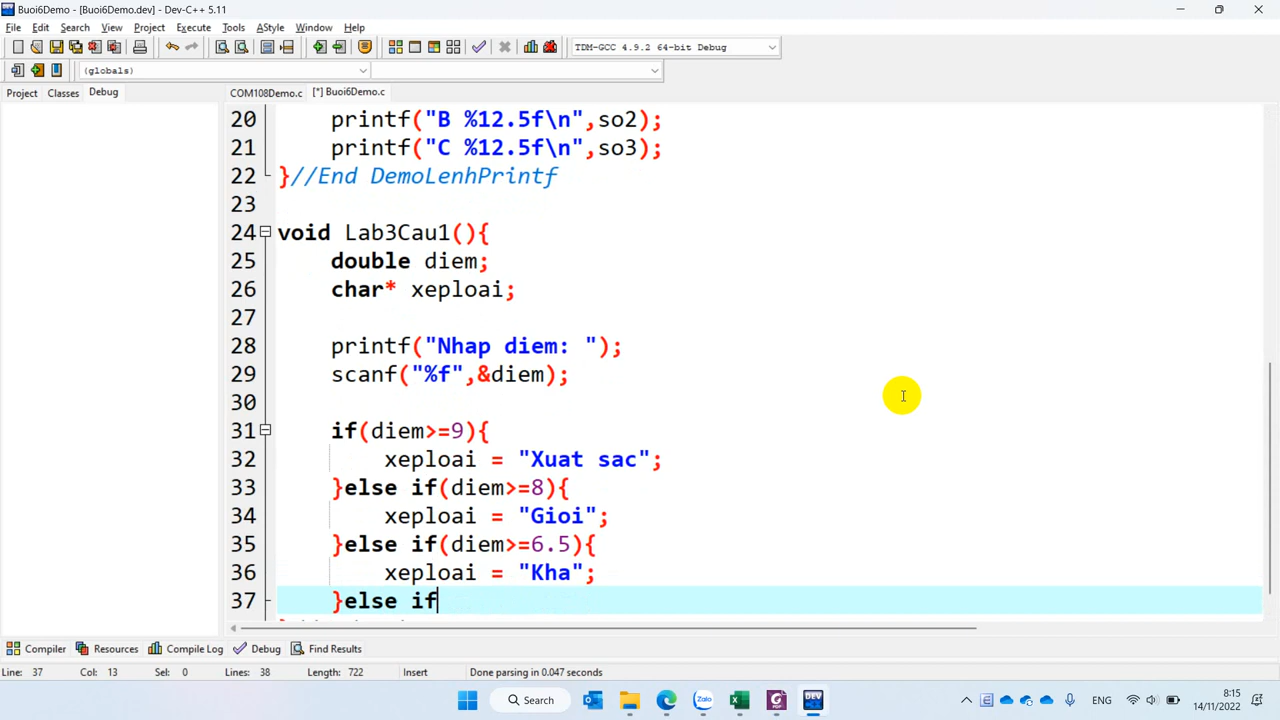 Buoi6Demo - [Buoi6Demo.dev] - Dev-C++ 5.11
File Edit Search View Project Execute Tools AStyle Window Help
TDM-GCC 4.9.2 64-bit Debug
(globals)
Project Classes Debug COM108Demo.c [*] Buoi6Demo.c
20 printf("B %12.5f\n",so2);
21 printf("C %12.5f\n",so3);
22 }//End DemoLenhPrintf
23
24 void Lab3Cau1(){
25 double diem;
26 char* xeploai;
27
28 printf("Nhap diem: ");
29 scanf("%f",&diem);
30
31 if(diem>=9){
32 xeploai = "Xuat sac";
33 }else if(diem>=8){
34 xeploai = "Gioi";
35 }else if(diem>=6.5){
36 xeploai = "Kha";
37 }else if
Compiler Resources Compile Log Debug Find Results
Line: 37 Col: 13 Sel: 0 Lines: 38 Length: 722 Insert Done parsing in 0.047 seconds
Search Zalo ENG 8:15
14/11/2022